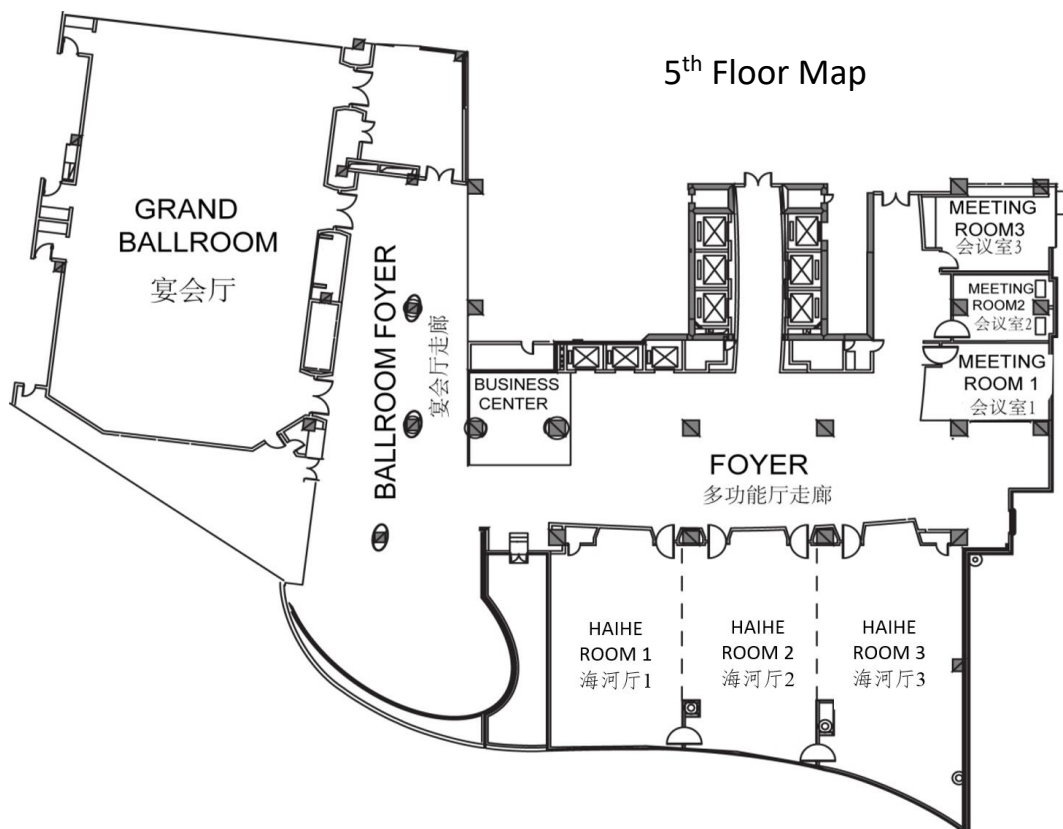 5th Floor Map
GRAND
BALLROOM
宴会厅
BALLROOM FOYER
宴会厅走廊
BUSINESS
CENTER
MEETING
ROOM3
会议室3
MEETING
ROOM2
会议室2
MEETING
ROOM 1
会议室1
FOYER
多功能厅走廊
HAIHE
ROOM 1
海河厅1
HAIHE
ROOM 2
海河厅2
HAIHE
ROOM 3
海河厅3